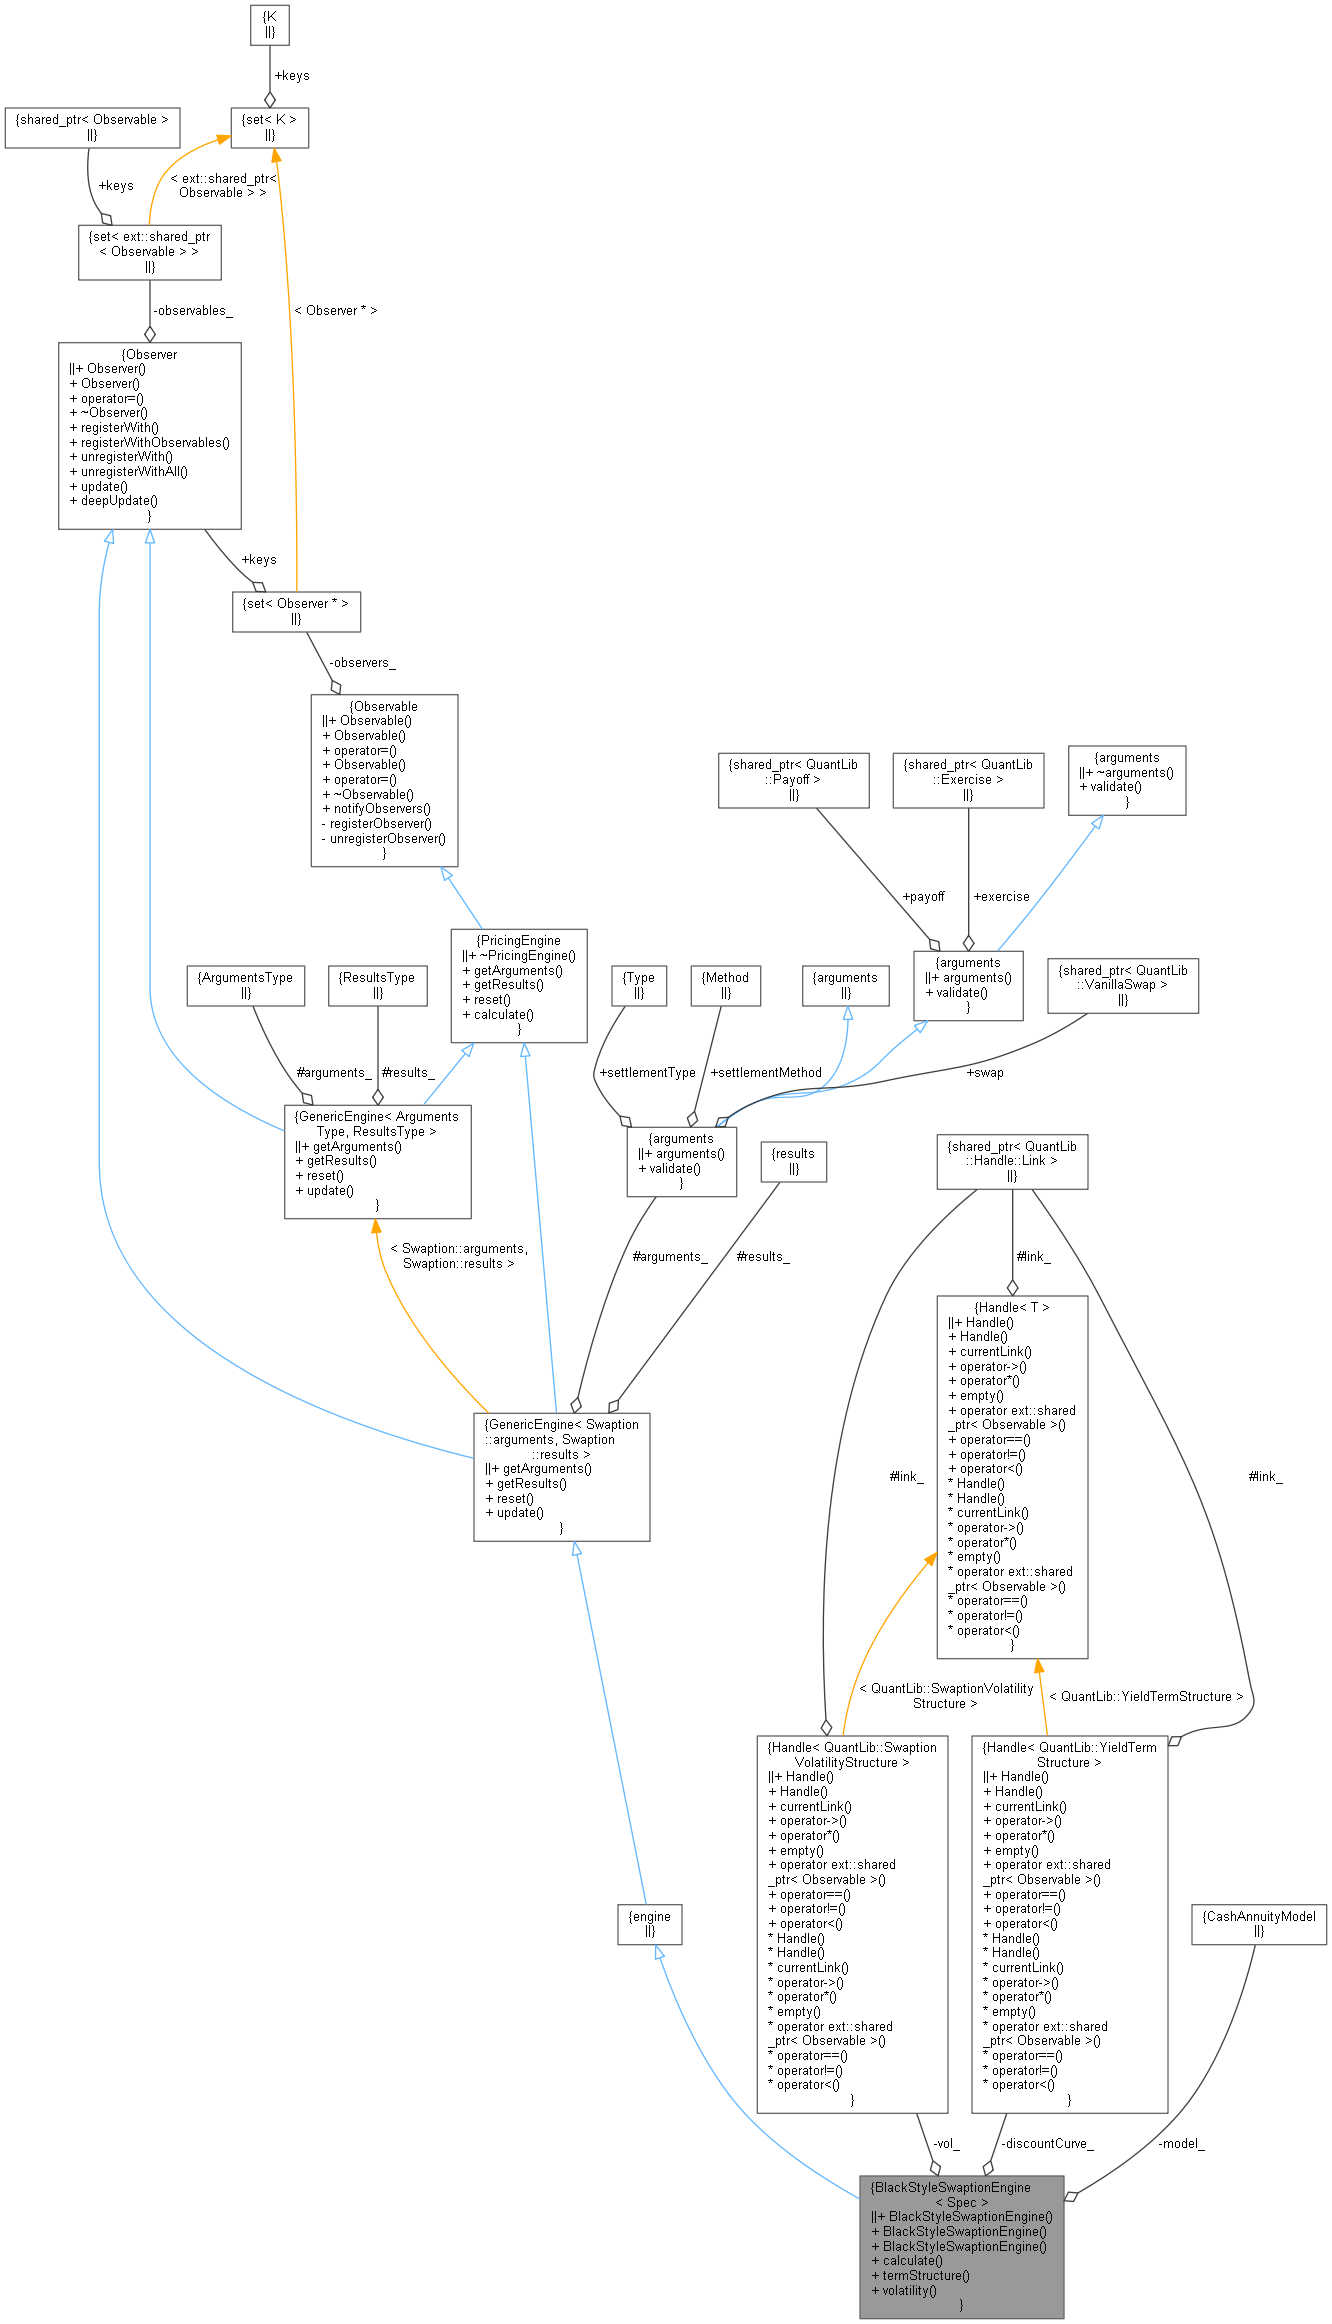 {K
||}
+keys
{shared_ptr< Observable >
||}
{set< K >
||}
+keys
< ext::shared_ptr<
Observable > >
{set< ext::shared_ptr
< Observable > >
||}
-observables_
< Observer * >
{Observer
||+ Observer()
+ Observer()
+ operator=()
+ ~Observer()
+ registerWith()
+ registerWithObservables()
+ unregisterWith()
+ unregisterWithAll()
+ update()
+ deepUpdate()
}
+keys
{set< Observer * >
||}
-observers_
{Observable
||+ Observable()
+ Observable()
+ operator=()
+ Observable()
+ operator=()
+ ~Observable()
+ notifyObservers()
- registerObserver()
- unregisterObserver()
}
{shared_ptr< QuantLib
::Payoff >
||}
{shared_ptr< QuantLib
::Exercise >
||}
{arguments
||+ ~arguments()
+ validate()
}
+payoff
+exercise
{PricingEngine
||+ ~PricingEngine()
+ getArguments()
+ getResults()
+ reset()
+ calculate()
}
{ArgumentsType
||}
{ResultsType
||}
{Type
||}
{Method
||}
{arguments
||}
{arguments
||+ arguments()
+ validate()
}
{shared_ptr< QuantLib
::VanillaSwap >
||}
#arguments_
#results_
+settlementType
+settlementMethod
+swap
{GenericEngine< Arguments
Type, ResultsType >
||+ getArguments()
+ getResults()
+ reset()
+ update()
}
{arguments
||+ arguments()
+ validate()
}
{results
||}
{shared_ptr< QuantLib
::Handle::Link >
||}
< Swaption::arguments,
Swaption::results >
#arguments_
#results_
#link_
{Handle< T >
||+ Handle()
+ Handle()
+ currentLink()
+ operator->()
+ operator*()
+ empty()
+ operator ext::shared
_ptr< Observable >()
+ operator==()
+ operator!=()
+ operator<()
* Handle()
* Handle()
* currentLink()
* operator->()
* operator*()
* empty()
* operator ext::shared
_ptr< Observable >()
* operator==()
* operator!=()
* operator<()
}
{GenericEngine< Swaption
::arguments, Swaption
::results >
||+ getArguments()
+ getResults()
+ reset()
+ update()
}
#link_
#link_
< QuantLib::SwaptionVolatility
Structure >
< QuantLib::YieldTermStructure >
{Handle< QuantLib::Swaption
VolatilityStructure >
||+ Handle()
+ Handle()
+ currentLink()
+ operator->()
+ operator*()
+ empty()
+ operator ext::shared
_ptr< Observable >()
+ operator==()
+ operator!=()
+ operator<()
* Handle()
* Handle()
* currentLink()
* operator->()
* operator*()
* empty()
* operator ext::shared
_ptr< Observable >()
* operator==()
* operator!=()
* operator<()
}
{Handle< QuantLib::YieldTerm
Structure >
||+ Handle()
+ Handle()
+ currentLink()
+ operator->()
+ operator*()
+ empty()
+ operator ext::shared
_ptr< Observable >()
+ operator==()
+ operator!=()
+ operator<()
* Handle()
* Handle()
* currentLink()
* operator->()
* operator*()
* empty()
* operator ext::shared
_ptr< Observable >()
* operator==()
* operator!=()
* operator<()
}
{engine
||}
{CashAnnuityModel
||}
-vol_
-discountCurve_
-model_
{BlackStyleSwaptionEngine
< Spec >
||+ BlackStyleSwaptionEngine()
+ BlackStyleSwaptionEngine()
+ BlackStyleSwaptionEngine()
+ calculate()
+ termStructure()
+ volatility()
}